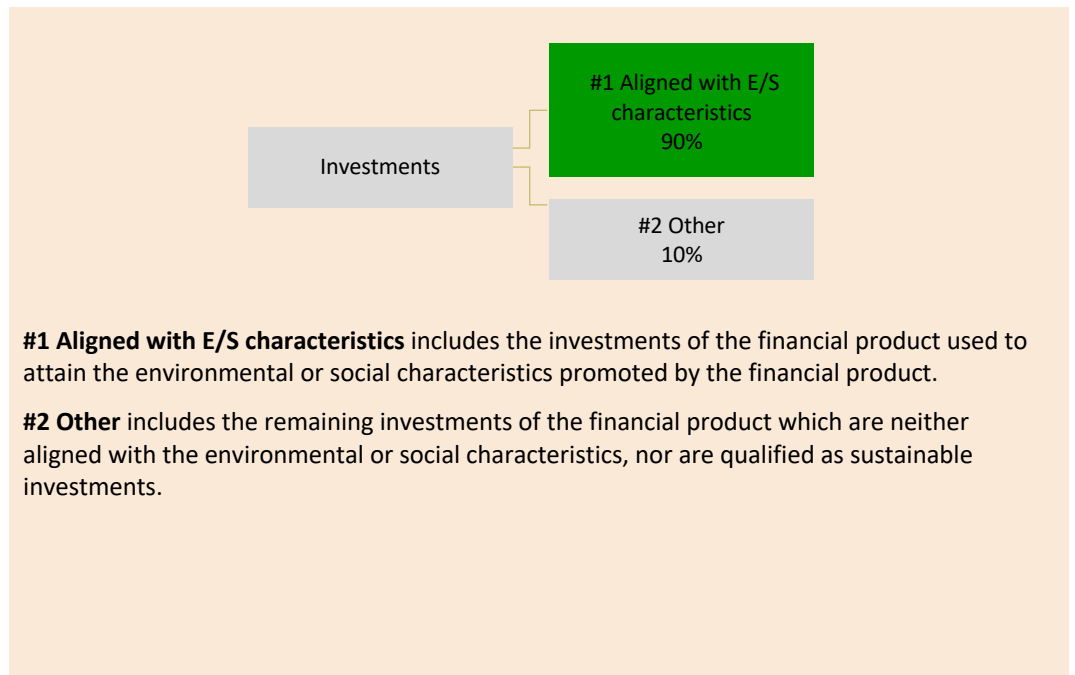 #1 Aligned with E/S
characteristics
90%
Investments
#2 Other
10%
#1 Aligned with E/S characteristics includes the investments of the financial product used to
attain the environmental or social characteristics promoted by the financial product.
#2 Other includes the remaining investments of the financial product which are neither
aligned with the environmental or social characteristics, nor are qualified as sustainable
investments.